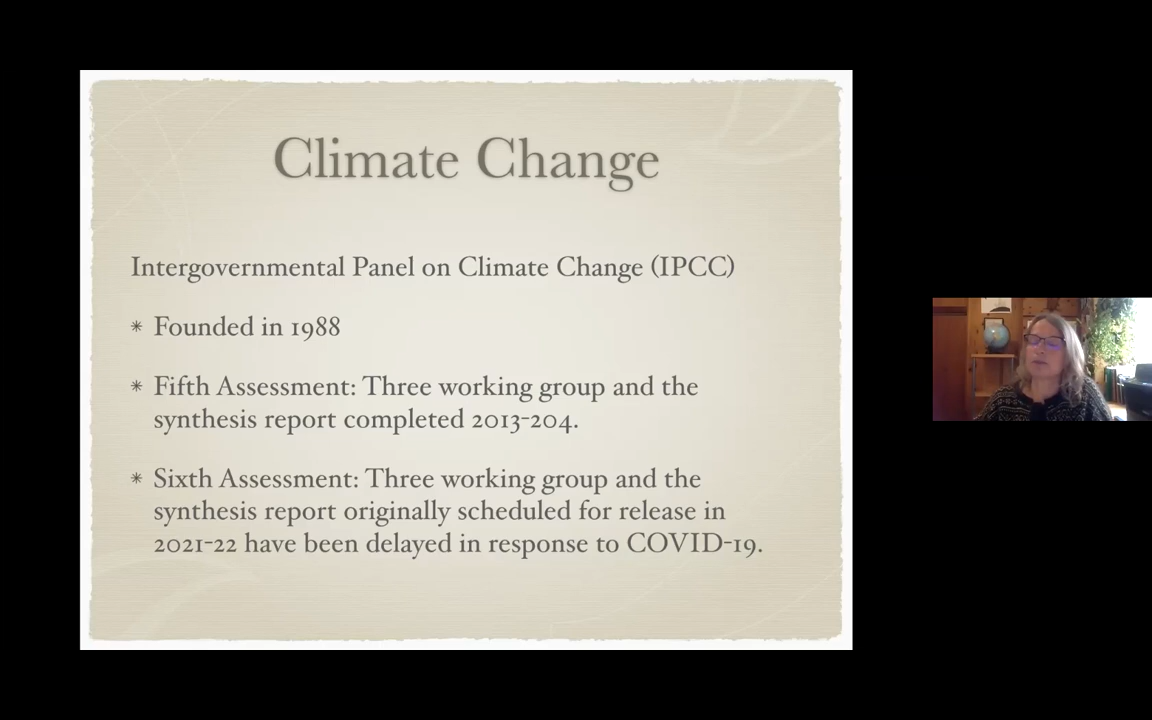 Climate Change
Intergovernmental Panel on Climate Change (IPCC)
* Founded in 1988
* Fifth Assessment: Three working group and the
synthesis report completed 2013-204.
* Sixth Assessment: Three working group and the
synthesis report originally scheduled for release in
2021-22 have been delayed in response to COVID-19.